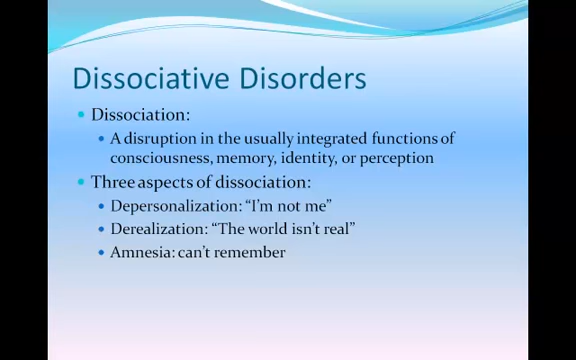 Dissociative Disorders
Dissociation:
A disruption in the usually integrated functions of
consciousness, memory, identity, or perception
Three aspects of dissociation:
Depersonalization: “I’m not me”
Derealization: “The world isn’t real”
Amnesia: can’t remember